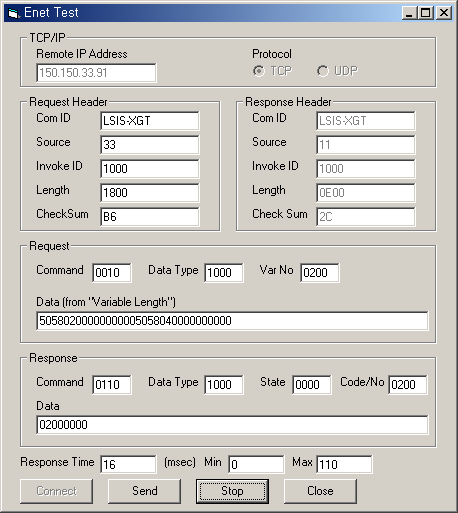 Enet Test
TCP/IP
Remote IP Address Protocol
150.150.33.91 TCP UDP
Request Header Response Header
Com ID LSIS-XGT Com ID LSIS-XGT
Source 33 Source 11
Invoke ID 1000 Invoke ID 1000
Length 1800 Length 0E00
CheckSum B6 Check Sum 2C
Request
Command 0010 Data Type 1000 Var No 0200
Data (from "Variable Length")
50580200000000005058040000000000
Response
Command 0110 Data Type 1000 State 0000 Code/No 0200
Data
02000000
Response Time 16 (msec) Min 0 Max 110
Connect Send Stop Close